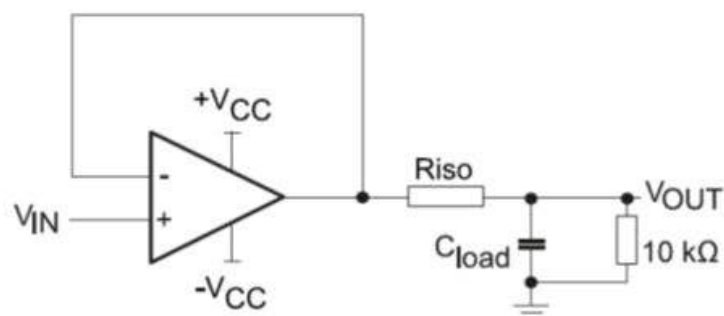 +VCC
Riso
-
VOUT
VIN
+
Cload
10 kΩ
-VCC